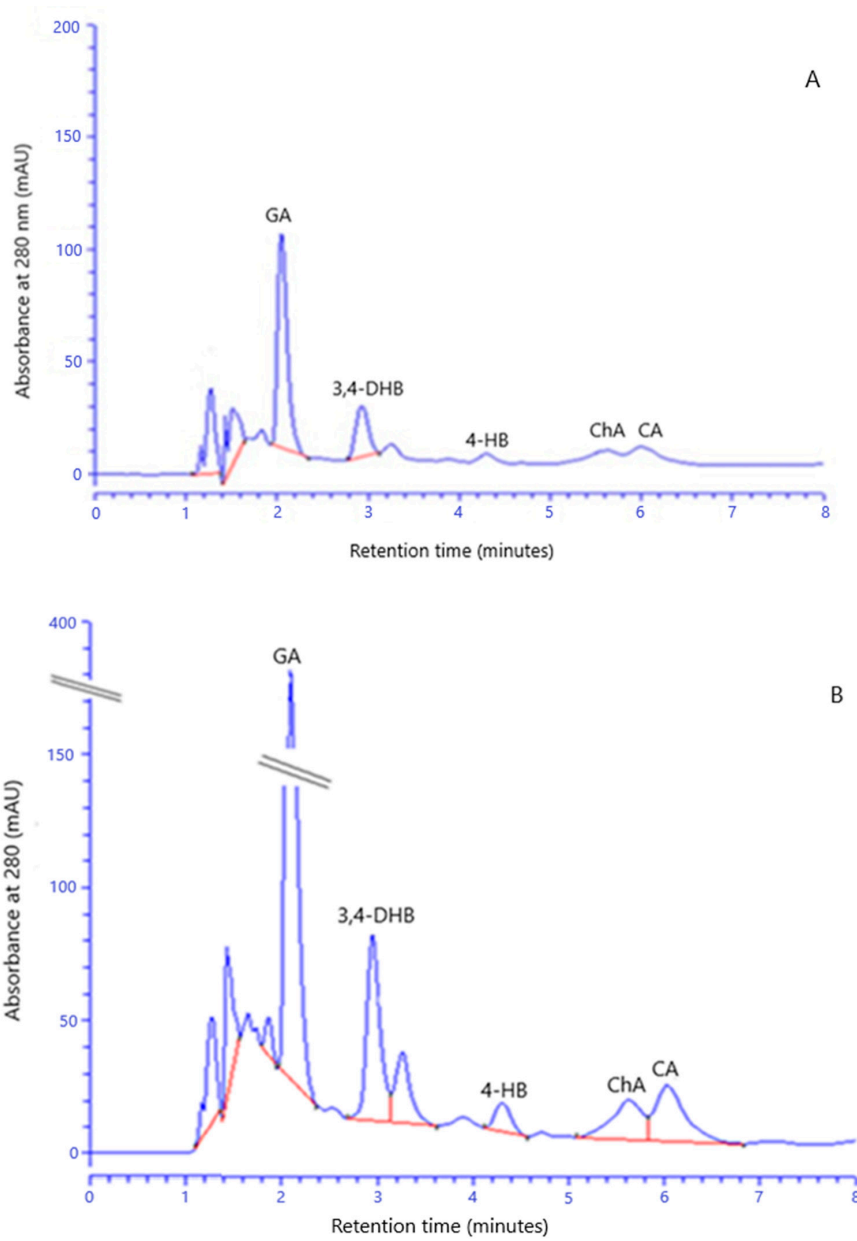 200
A
150
GA
100
50
3,4-DHB
4-HB
ChA CA
0
Absorbance at 280 nm (mAU)
0 1 2 3 4 5 6 7 8
Retention time (minutes)
400
GA
B
150
100
3,4-DHB
50
4-HB
ChA
CA
0
Absorbance at 280 (mAU)
0 1 2 3 4 5 6 7 8
Retention time (minutes)